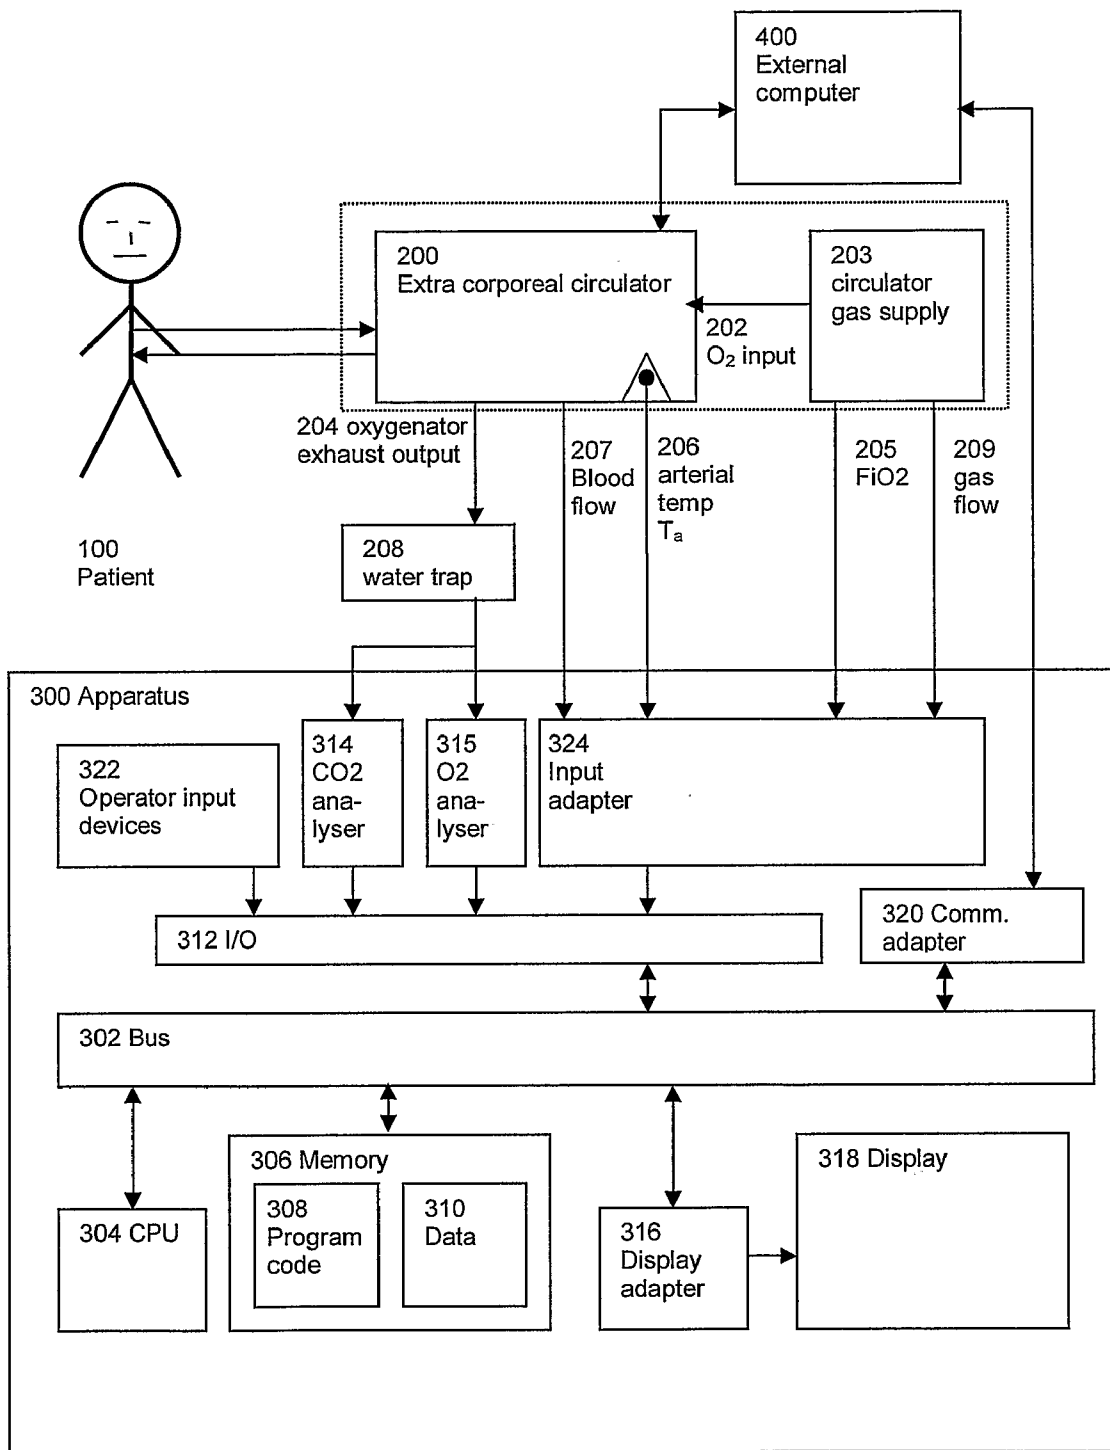 400
External
computer
200
Extra corporeal circulator
203
circulator
gas supply
202
O₂ input
204 oxygenator
exhaust output
207
Blood
flow
206
arterial
temp
Tₐ
205
FiO2
209
gas
flow
100
Patient
208
water trap
300 Apparatus
322
Operator input
devices
314
CO2
ana-
lyser
315
O2
ana-
lyser
324
Input
adapter
312 I/O
320 Comm.
adapter
302 Bus
304 CPU
306 Memory
308
Program
code
310
Data
316
Display
adapter
318 Display